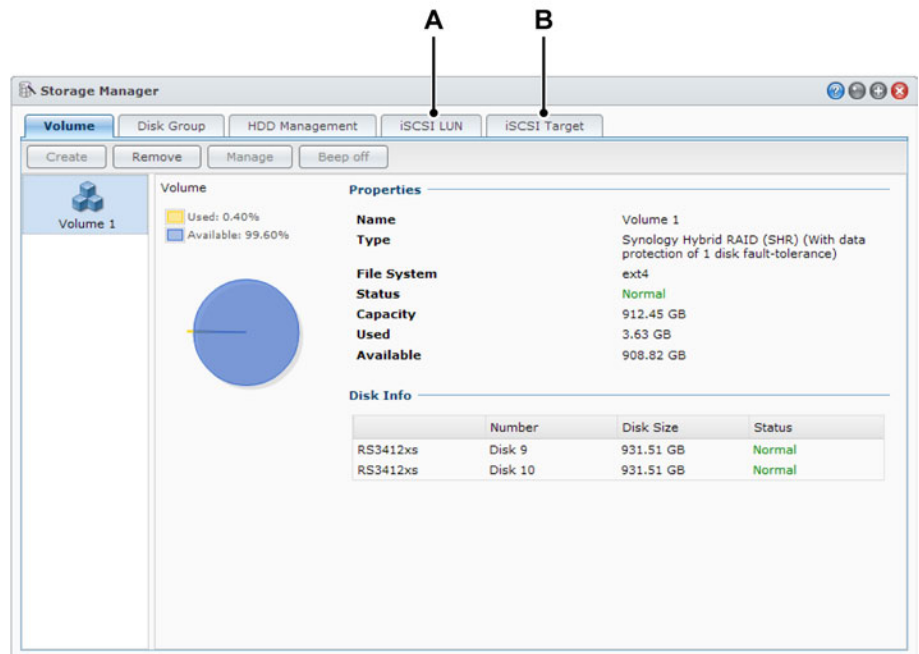 A B
Storage Manager
Volume Disk Group HDD Management iSCSI LUN iSCSI Target
Create Remove Manage Beep off
Volume 1
Volume
Used: 0.40%
Available: 99.60%
Properties
Name Volume 1
Type Synology Hybrid RAID (SHR) (With data
protection of 1 disk fault-tolerance)
File System ext4
Status Normal
Capacity 912.45 GB
Used 3.63 GB
Available 908.82 GB
Disk Info
Number Disk Size Status
RS3412xs Disk 9 931.51 GB Normal
RS3412xs Disk 10 931.51 GB Normal